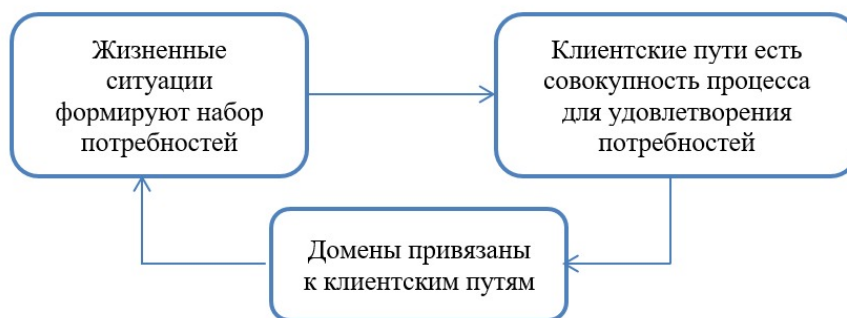 Жизненные
ситуации
формируют набор
потребностей
Клиентские пути есть
совокупность процесса
для удовлетворения
потребностей
Домены привязаны
к клиентским путям